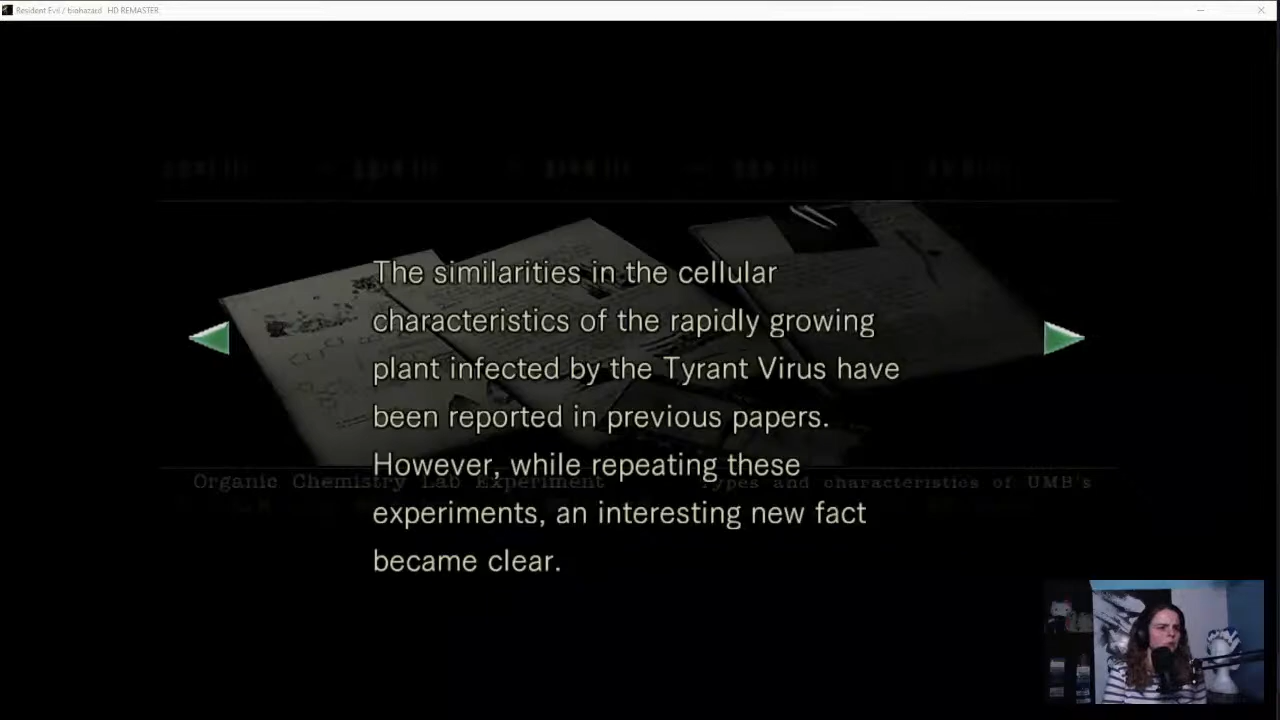 Resident Evil / biohazard HD REMASTER
The similarities in the cellular
characteristics of the rapidly growing
plant infected by the Tyrant Virus have
been reported in previous papers.
However, while repeating these
Organic Chemistry Lab Experiment Types and characteristics of UMB's
experiments, an interesting new fact
became clear.